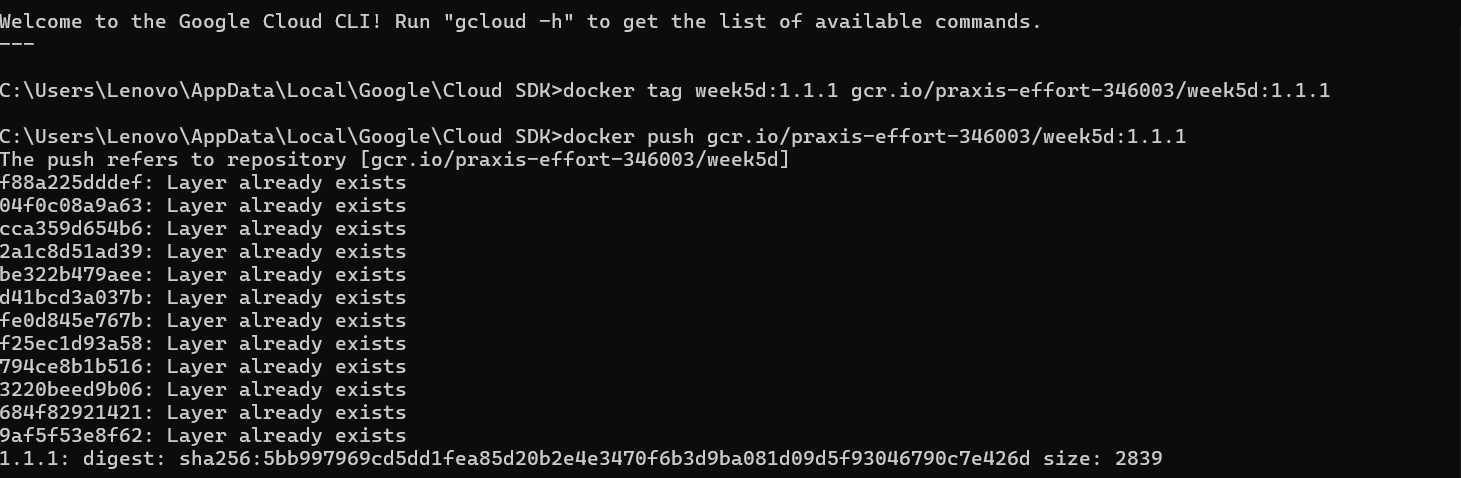 Welcome to the Google Cloud CLI! Run "gcloud -h" to get the list of available commands.
---
C:\Users\Lenovo\AppData\Local\Google\Cloud SDK>docker tag week5d:1.1.1 gcr.io/praxis-effort-346003/week5d:1.1.1
C:\Users\Lenovo\AppData\Local\Google\Cloud SDK>docker push gcr.io/praxis-effort-346003/week5d:1.1.1
The push refers to repository [gcr.io/praxis-effort-346003/week5d]
f88a225dddef: Layer already exists
04f0c08a9a63: Layer already exists
cca359d654b6: Layer already exists
2a1c8d51ad39: Layer already exists
be322b479aee: Layer already exists
d41bcd3a037b: Layer already exists
fe0d845e767b: Layer already exists
f25ec1d93a58: Layer already exists
794ce8b1b516: Layer already exists
3220beed9b06: Layer already exists
684f82921421: Layer already exists
9af5f53e8f62: Layer already exists
1.1.1: digest: sha256:5bb997969cd5dd1fea85d20b2e4e3470f6b3d9ba081d09d5f93046790c7e426d size: 2839